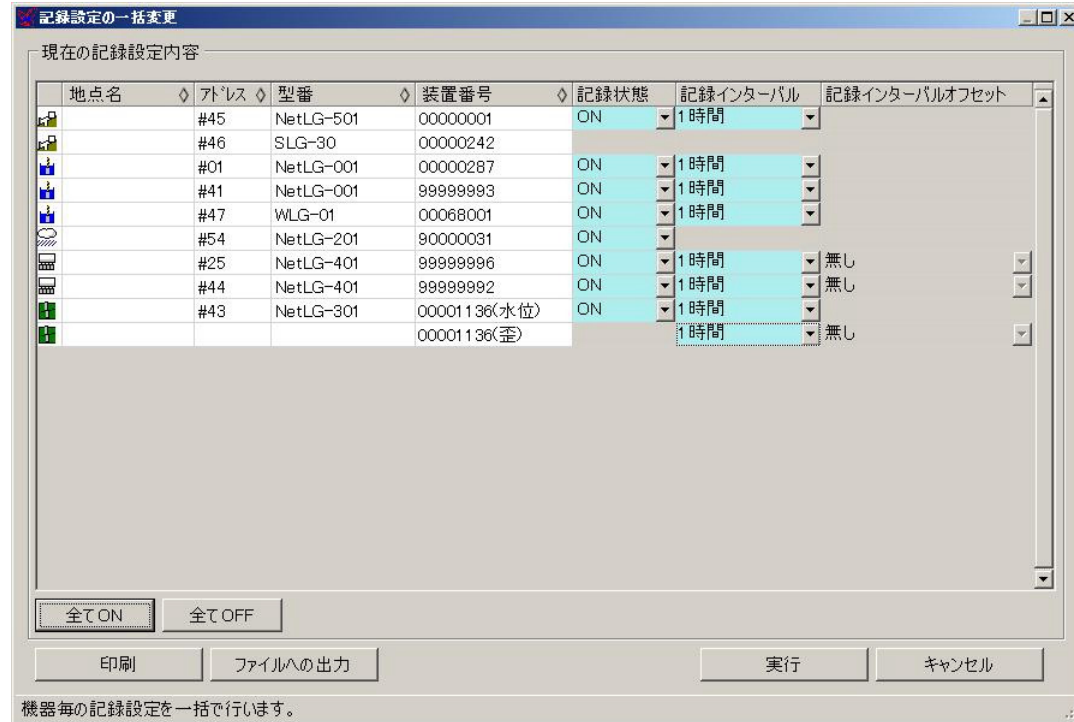 記録設定の一括変更
現在の記録設定内容
地点名 アドレス 型番 装置番号 記録状態 記録インターバル 記録インターバルオフセット
#45 NetLG-501 00000001 ON 1時間
#46 SLG-30 00000242
#01 NetLG-001 00000287 ON 1時間
#41 NetLG-001 99999993 ON 1時間
#47 WLG-01 00068001 ON 1時間
#54 NetLG-201 90000031 ON
#25 NetLG-401 99999996 ON 1時間 無し
#44 NetLG-401 99999992 ON 1時間 無し
#43 NetLG-301 00001136(水位) ON 1時間
00001136(歪) 1時間 無し
全てON 全てOFF
印刷 ファイルへの出力 実行 キャンセル
機器毎の記録設定を一括で行います。